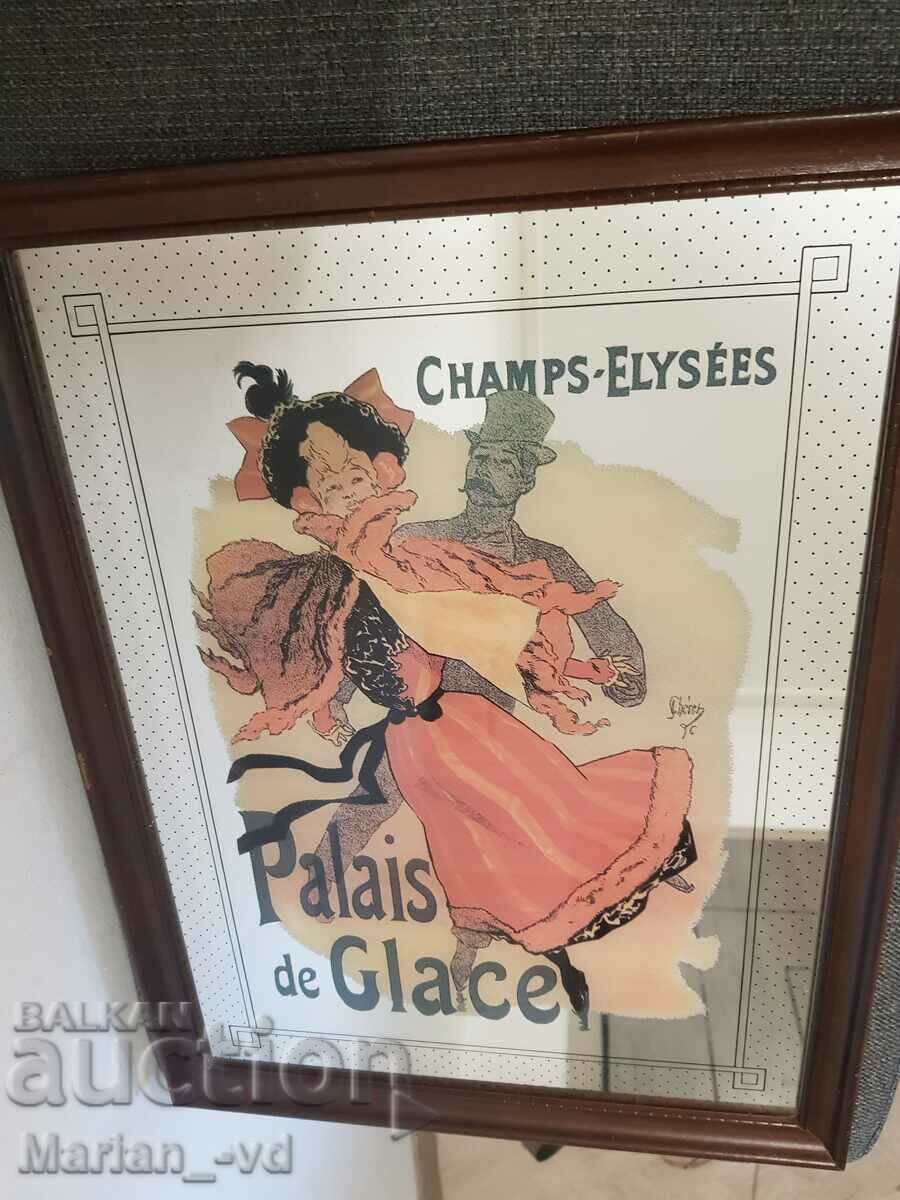 CHAMPS-ELYSÉES
Palais
de Glace
BALKAN
auction
Marian_-vd